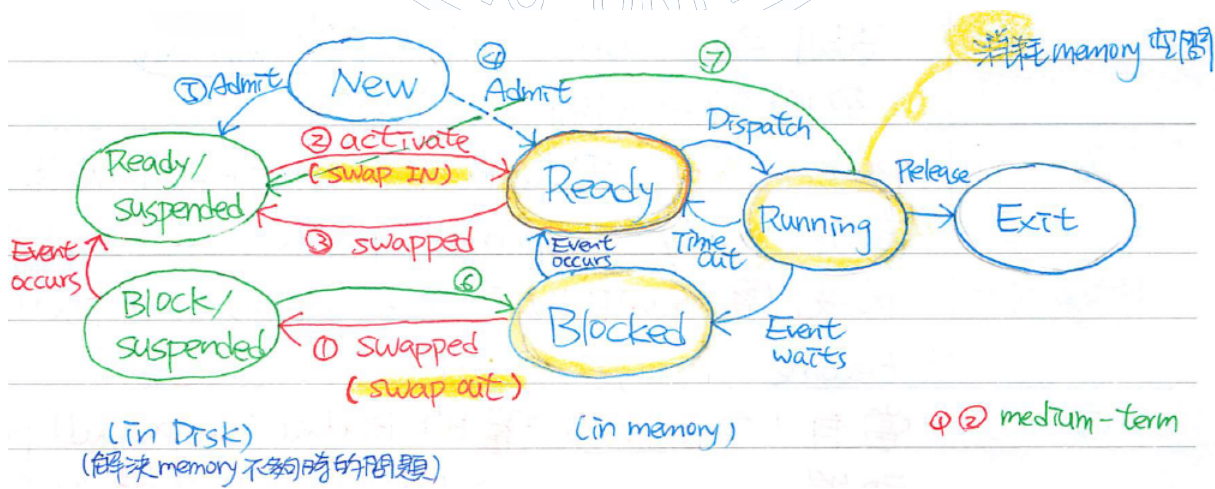 消耗memory空間
New
⑤Admit
④
Admit
⑦
Dispatch
② activate
(swap IN)
Ready/
suspended
Ready
Running
Release
Exit
③ swapped
Time
out
Event
occurs
Event
occurs
⑥
Block/
suspended
Blocked
① swapped
(swap out)
Event
waits
(in Disk)
(in memory)
①② medium-term
(解決memory不夠時的問題)